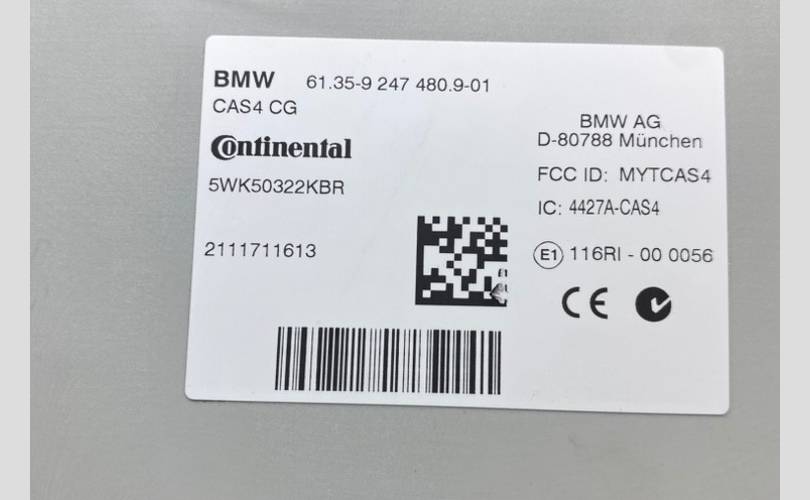 BMW 61.35-9 247 480.9-01
CAS4 CG
Continental
5WK50322KBR
2111711613
BMW AG
D-80788 München
FCC ID: MYTCAS4
IC: 4427A-CAS4
E1 116RI - 00 0056
CE